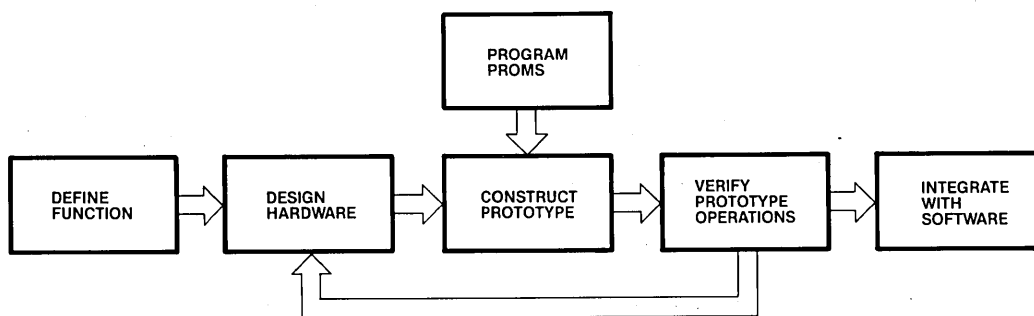 PROGRAM
PROMS
DEFINE
FUNCTION
DESIGN
HARDWARE
CONSTRUCT
PROTOTYPE
VERIFY
PROTOTYPE
OPERATIONS
INTEGRATE
WITH
SOFTWARE